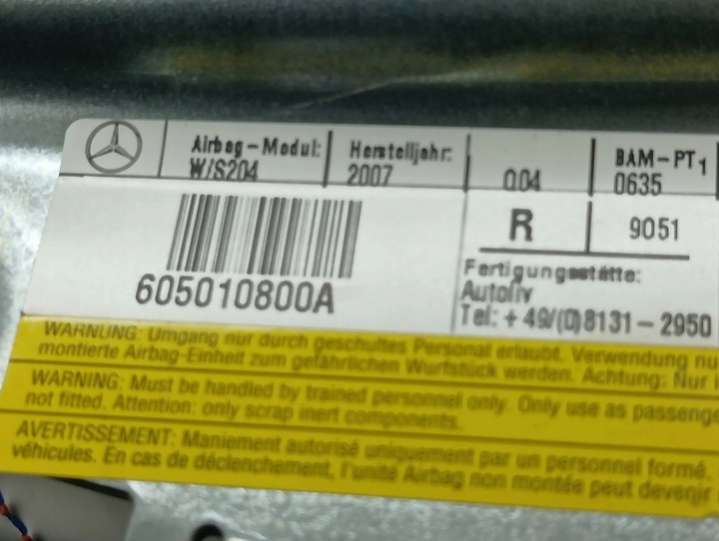 Airbag-Modul: Herstelljahr: BAM-PT1
W/S204 2007 004 0635
R 9051
605010800A
Fertigungsstätte:
Autoliv
Tel: +49/(0)8131-2950
WARNUNG: Umgang nur durch geschultes Personal erlaubt. Verwendung nu
montierte Airbag-Einheit zum gefährlichen Wurfstück werden. Achtung: Nur
WARNING: Must be handled by trained personnel only. Only use as passenge
not fitted. Attention: only scrap inert components.
AVERTISSEMENT: Maniement autorisé uniquement par un personnel formé.
véhicules. En cas de déclenchement, l'unité Airbag non montée peut devenir